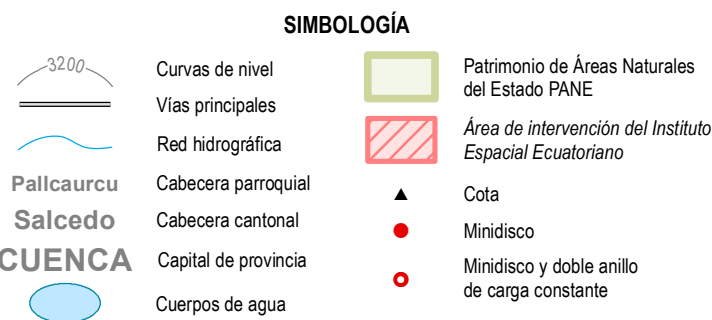 SIMBOLOGÍA
3200
Curvas de nivel
Vías principales
Red hidrográfica
Pallcaurcu
Cabecera parroquial
Salcedo
Cabecera cantonal
CUENCA
Capital de provincia
Cuerpos de agua
Patrimonio de Áreas Naturales
del Estado PANE
Área de intervención del Instituto
Espacial Ecuatoriano
Cota
Minidisco
Minidisco y doble anillo
de carga constante